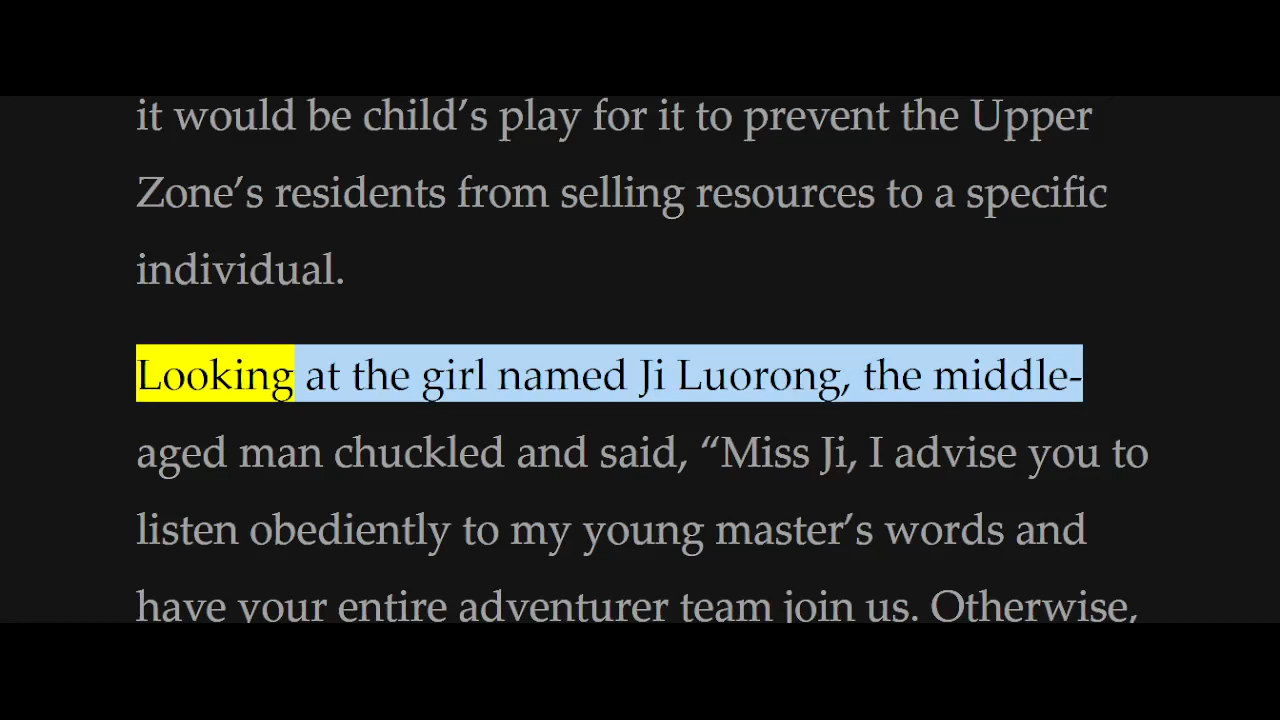 it would be child’s play for it to prevent the Upper
Zone’s residents from selling resources to a specific
individual.
Looking at the girl named Ji Luorong, the middle-
aged man chuckled and said, “Miss Ji, I advise you to
listen obediently to my young master’s words and
have your entire adventurer team join us. Otherwise,